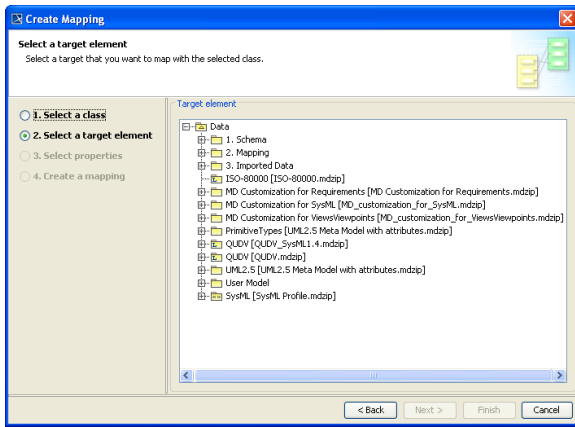 Create Mapping
Select a target element
Select a target that you want to map with the selected class.
1. Select a class
2. Select a target element
3. Select properties
4. Create a mapping
Target element
Data
1. Schema
2. Mapping
3. Imported Data
ISO-80000 [ISO-80000.mdzip]
MD Customization for Requirements [MD Customization for Requirements.mdzip]
MD Customization for SysML [MD_customization_for_SysML.mdzip]
MD Customization for ViewsViewpoints [MD_customization_for_ViewsViewpoints.mdzip]
PrimitiveTypes [UML2.5 Meta Model with attributes.mdzip]
QUDV [QUDV_SysML1.4.mdzip]
QUDV [QUDV.mdzip]
UML2.5 [UML2.5 Meta Model with attributes.mdzip]
User Model
SysML [SysML Profile.mdzip]
< Back
Next >
Finish
Cancel